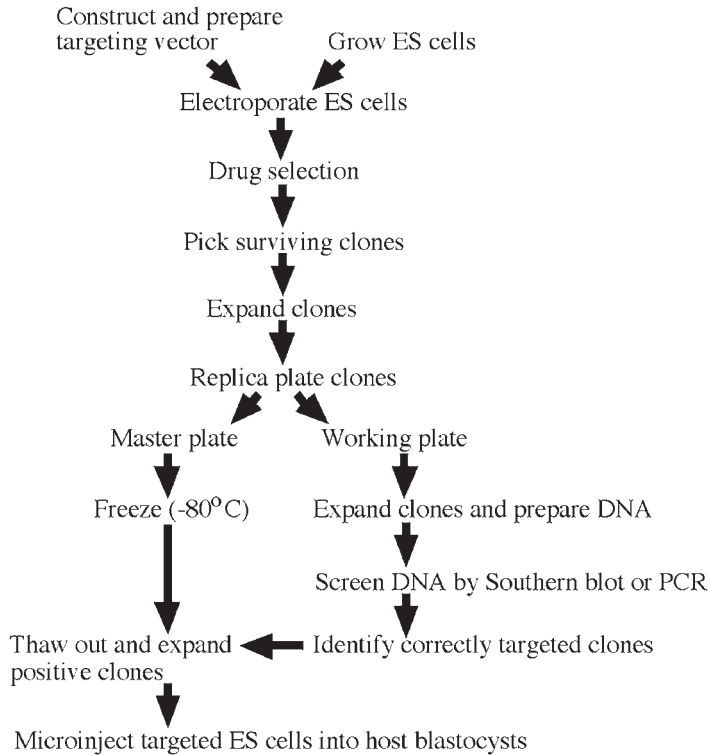 Construct and prepare
targeting vector
Grow ES cells
Electroporate ES cells
Drug selection
Pick surviving clones
Expand clones
Replica plate clones
Master plate
Working plate
Freeze (-80°C)
Expand clones and prepare DNA
Screen DNA by Southern blot or PCR
Identify correctly targeted clones
Thaw out and expand
positive clones
Microinject targeted ES cells into host blastocysts